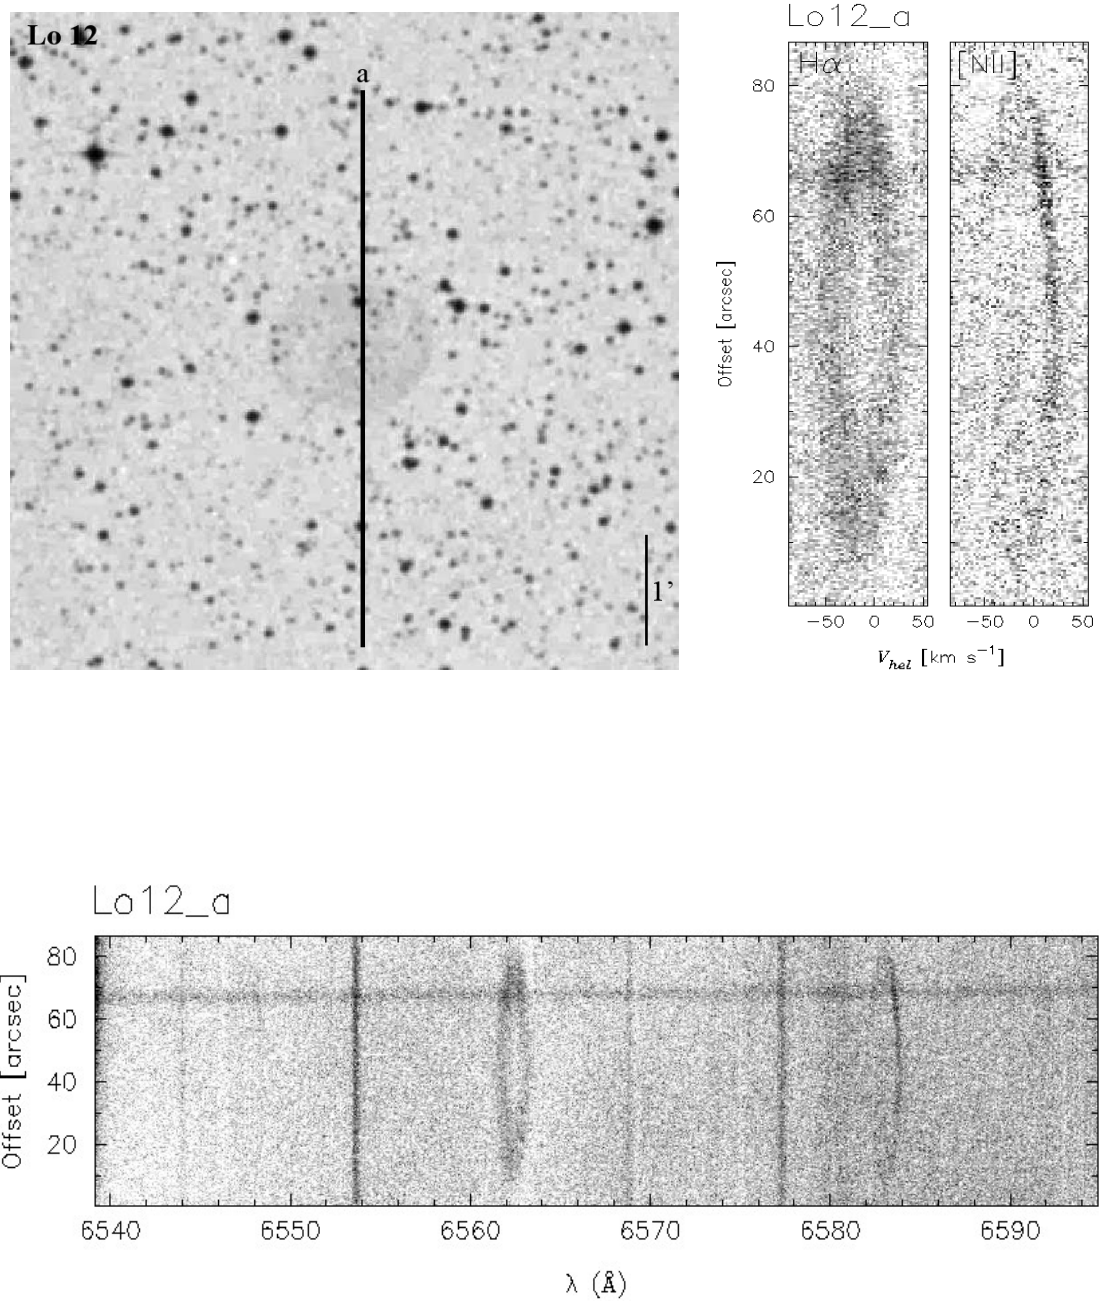 Lo 12
a
1’
Lo12_a
Hα
[NII]
80
60
40
20
Offset [arcsec]
−50 0 50
−50 0 50
V_hel [km s⁻¹]
Lo12_a
80
60
40
20
Offset [arcsec]
6540 6550 6560 6570 6580 6590
λ (Å)